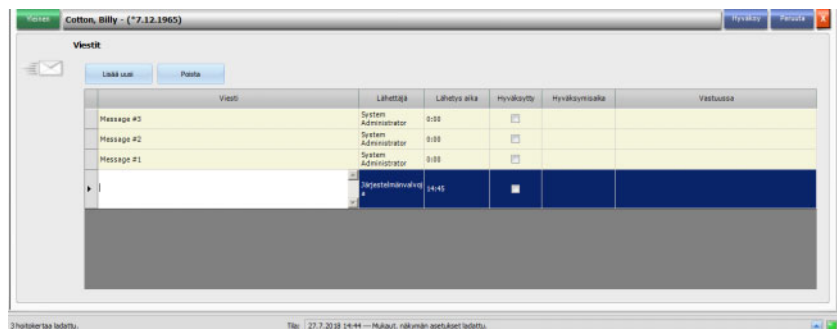 Yleinen Cotton, Billy - (*7.12.1965) Hyväksy Peruuta X
Viestit
Lisää uusi Poista
Viesti Lähettäjä Lähetys aika Hyväksytty Hyväksymisaika Vastuussa
Message #3 System Administrator 0:00
Message #2 System Administrator 0:00
Message #1 System Administrator 0:00
Järjestelmänvalvoja 14:45
3 hoitokertaa ladattu. Tila: 27.7.2018 14:44 — Mukaut. näkymän asetukset ladattu.